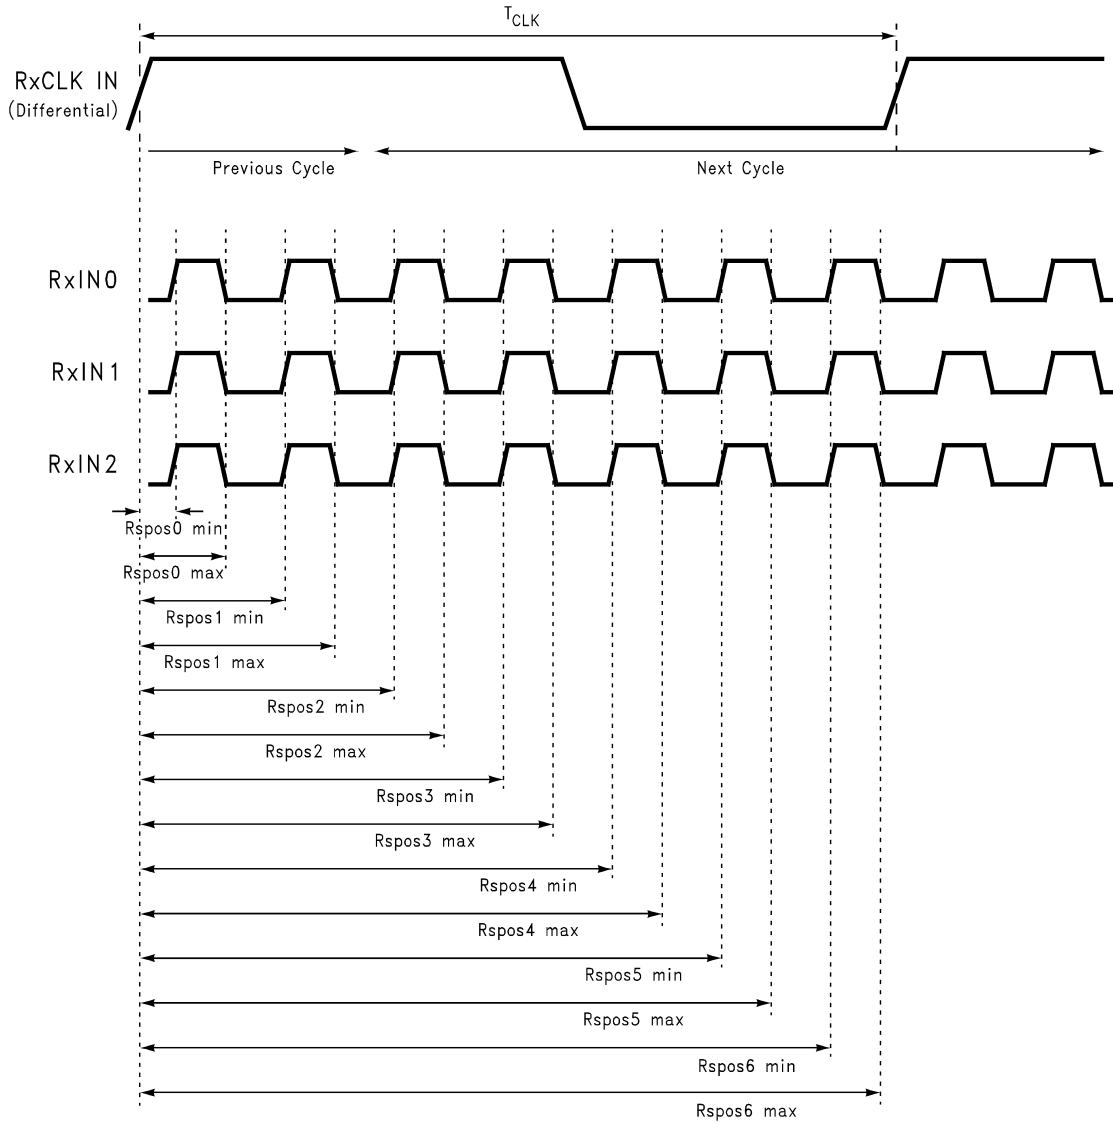 T_CLK
RxCLK IN
(Differential)
Previous Cycle
Next Cycle
RxIN0
RxIN1
RxIN2
Rspos0 min
Rspos0 max
Rspos1 min
Rspos1 max
Rspos2 min
Rspos2 max
Rspos3 min
Rspos3 max
Rspos4 min
Rspos4 max
Rspos5 min
Rspos5 max
Rspos6 min
Rspos6 max